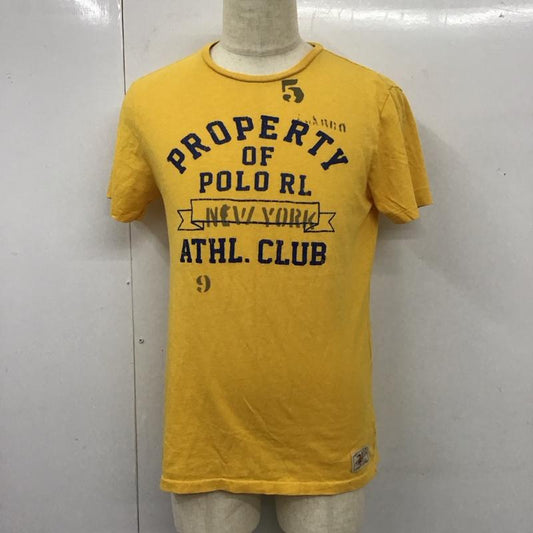 5
PROPERTY
OF
POLO RL
NEW YORK
ATHL. CLUB
9